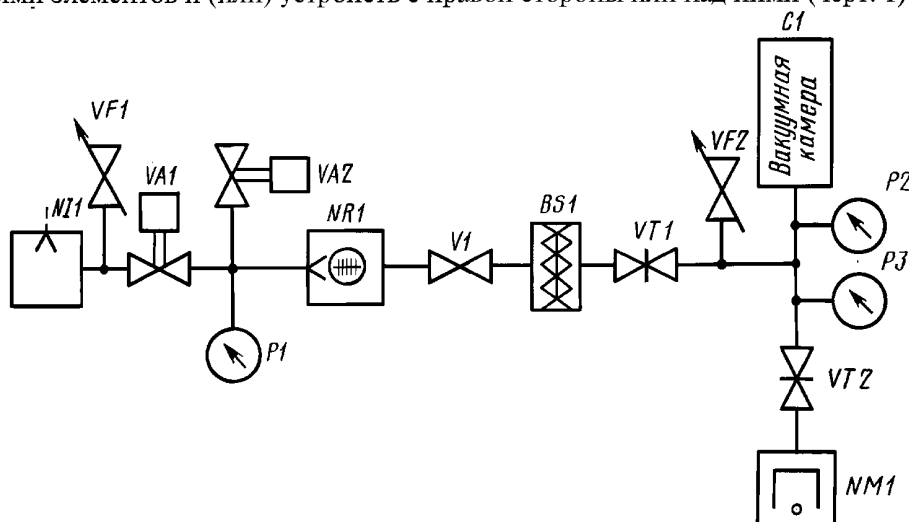 ми элементов и (или) устройств с правой стороны или над ними (черт. 1)
C1
Вакуумная
камера
VF1
VF2
VA1
VA2
P2
NI1
NR1
BS1
V1
VT1
P3
P1
VT2
NM1